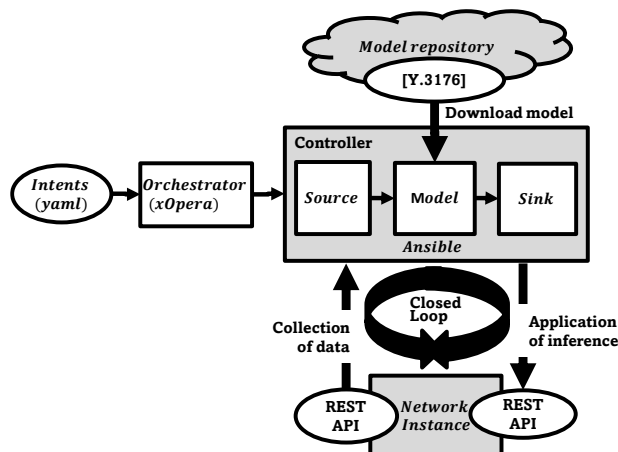 Model repository
[Y.3176]
Download model
Controller
Intents
(yaml)
Orchestrator
(xOpera)
Source
Model
Sink
Ansible
Closed
Loop
Collection
of data
Application
of inference
REST
API
Network
Instance
REST
API